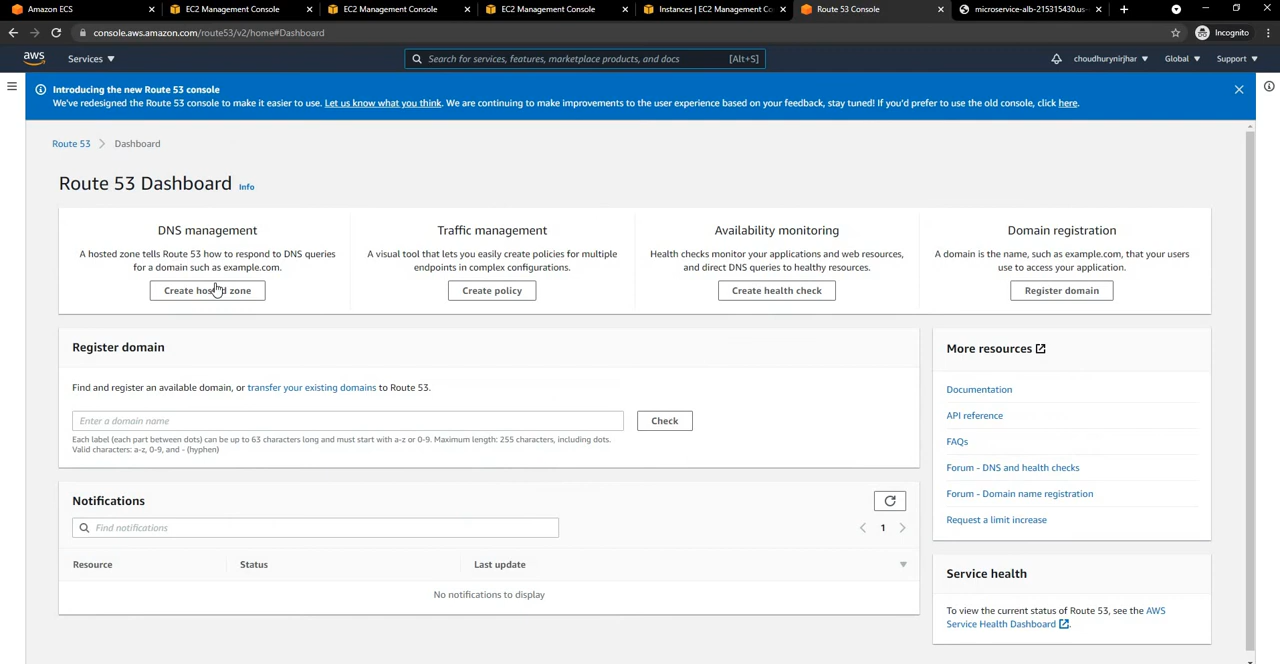 Amazon ECS
EC2 Management Console
EC2 Management Console
EC2 Management Console
Instances | EC2 Management Co
Route 53 Console
microservice-alb-215315430.us-
console.aws.amazon.com/route53/v2/home#Dashboard
Incognito
aws
Services
Search for services, features, marketplace products, and docs
[Alt+S]
choudhurynirjhar
Global
Support
Introducing the new Route 53 console
We've redesigned the Route 53 console to make it easier to use. Let us know what you think. We are continuing to make improvements to the user experience based on your feedback, stay tuned! If you'd prefer to use the old console, click here.
Route 53 > Dashboard
Route 53 Dashboard Info
DNS management
A hosted zone tells Route 53 how to respond to DNS queries
for a domain such as example.com.
Create hosted zone
Traffic management
A visual tool that lets you easily create policies for multiple
endpoints in complex configurations.
Create policy
Availability monitoring
Health checks monitor your applications and web resources,
and direct DNS queries to healthy resources.
Create health check
Domain registration
A domain is the name, such as example.com, that your users
use to access your application.
Register domain
Register domain
Find and register an available domain, or transfer your existing domains to Route 53.
Enter a domain name
Check
Each label (each part between dots) can be up to 63 characters long and must start with a-z or 0-9. Maximum length: 255 characters, including dots.
Valid characters: a-z, 0-9, and - (hyphen)
Notifications
Find notifications
1
Resource
Status
Last update
No notifications to display
More resources
Documentation
API reference
FAQs
Forum - DNS and health checks
Forum - Domain name registration
Request a limit increase
Service health
To view the current status of Route 53, see the AWS
Service Health Dashboard.